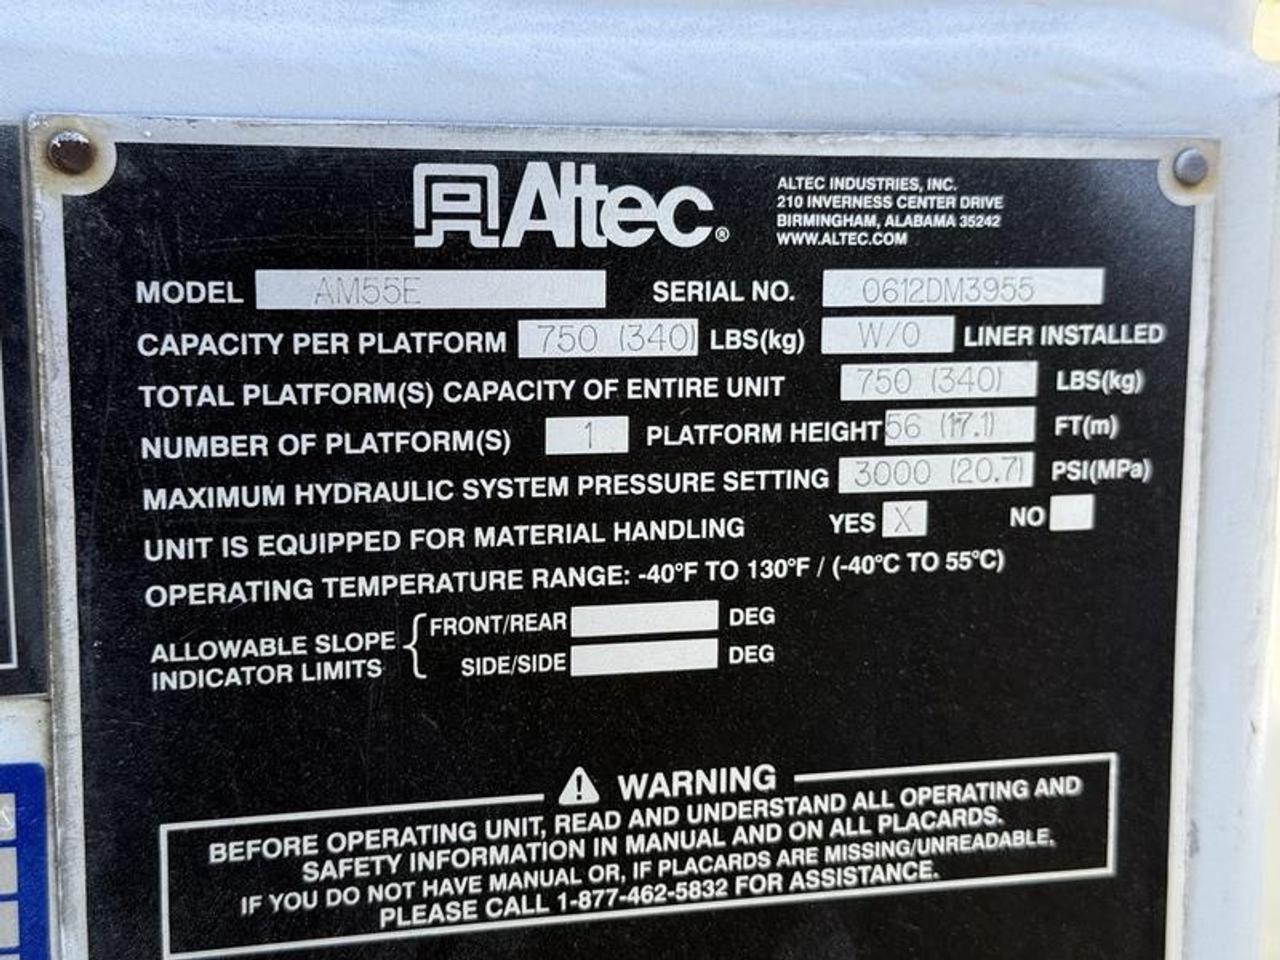 Altec®
ALTEC INDUSTRIES, INC.
210 INVERNESS CENTER DRIVE
BIRMINGHAM, ALABAMA 35242
WWW.ALTEC.COM
MODEL AM55E SERIAL NO. 0612DM3955
CAPACITY PER PLATFORM 750 (340) LBS(kg) W/O LINER INSTALLED
TOTAL PLATFORM(S) CAPACITY OF ENTIRE UNIT 750 (340) LBS(kg)
NUMBER OF PLATFORM(S) 1 PLATFORM HEIGHT 56 (17.1) FT(m)
MAXIMUM HYDRAULIC SYSTEM PRESSURE SETTING 3000 (20.7) PSI(MPa)
UNIT IS EQUIPPED FOR MATERIAL HANDLING YES X NO
OPERATING TEMPERATURE RANGE: -40°F TO 130°F / (-40°C TO 55°C)
ALLOWABLE SLOPE
INDICATOR LIMITS
FRONT/REAR DEG
SIDE/SIDE DEG
WARNING
BEFORE OPERATING UNIT, READ AND UNDERSTAND ALL OPERATING AND
SAFETY INFORMATION IN MANUAL AND ON ALL PLACARDS.
IF YOU DO NOT HAVE MANUAL OR, IF PLACARDS ARE MISSING/UNREADABLE,
PLEASE CALL 1-877-462-5832 FOR ASSISTANCE.